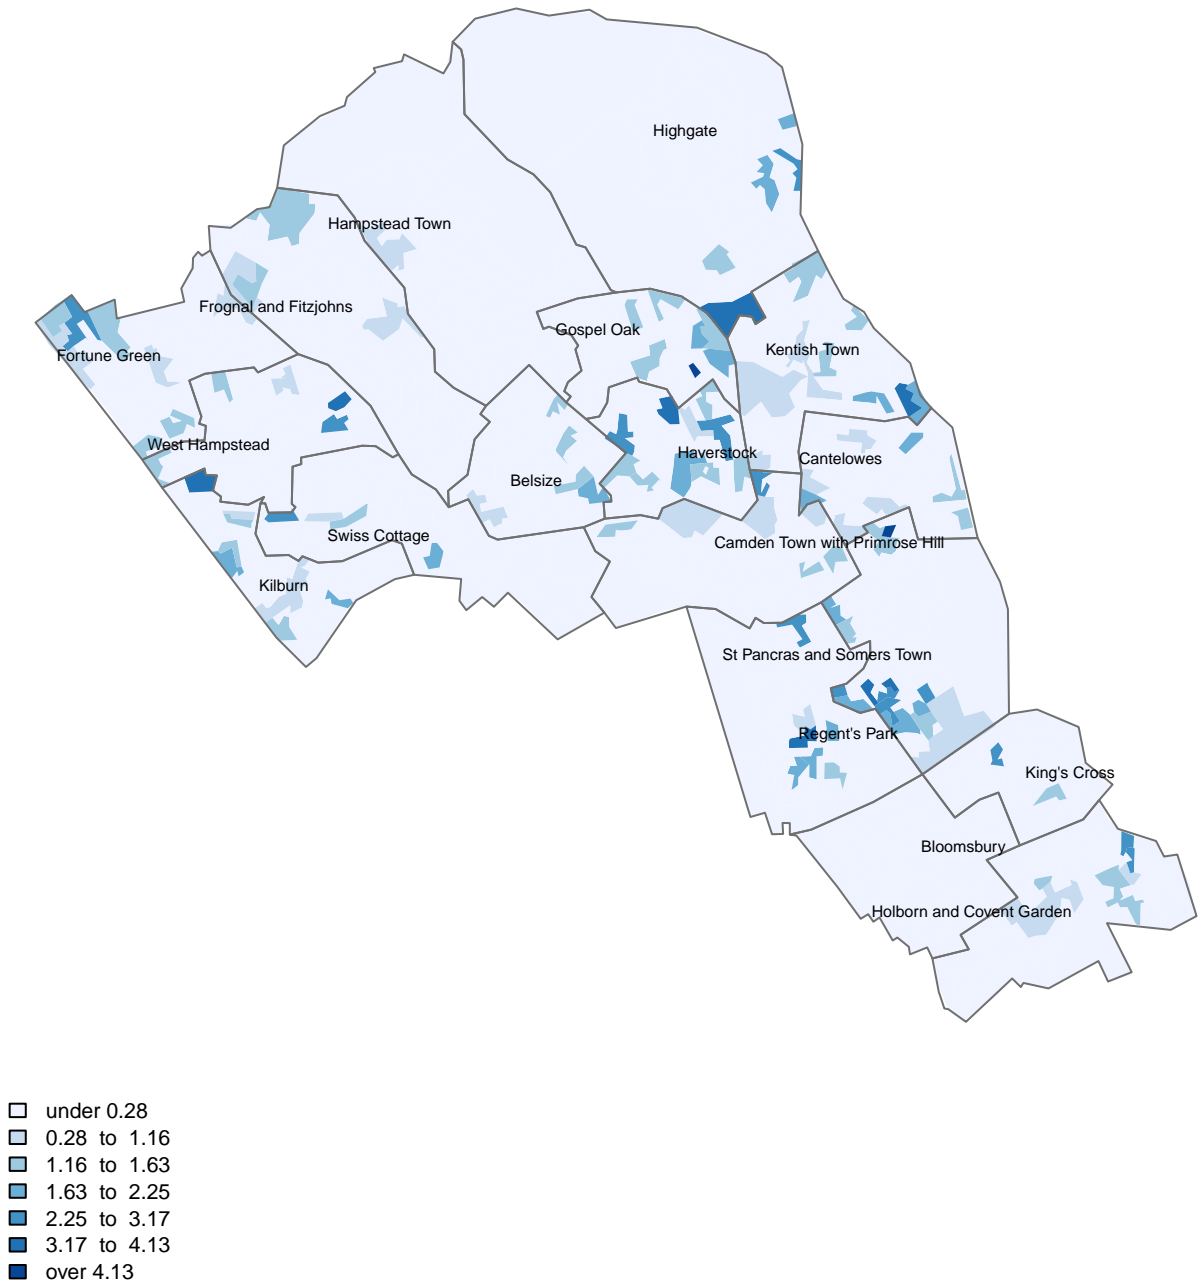 Highgate
Hampstead Town
Frognal and Fitzjohns
Gospel Oak
Kentish Town
Fortune Green
West Hampstead
Haverstock
Cantelowes
Belsize
Swiss Cottage
Camden Town with Primrose Hill
Kilburn
St Pancras and Somers Town
Regent's Park
King's Cross
Bloomsbury
Holborn and Covent Garden
under 0.28
0.28 to 1.16
1.16 to 1.63
1.63 to 2.25
2.25 to 3.17
3.17 to 4.13
over 4.13